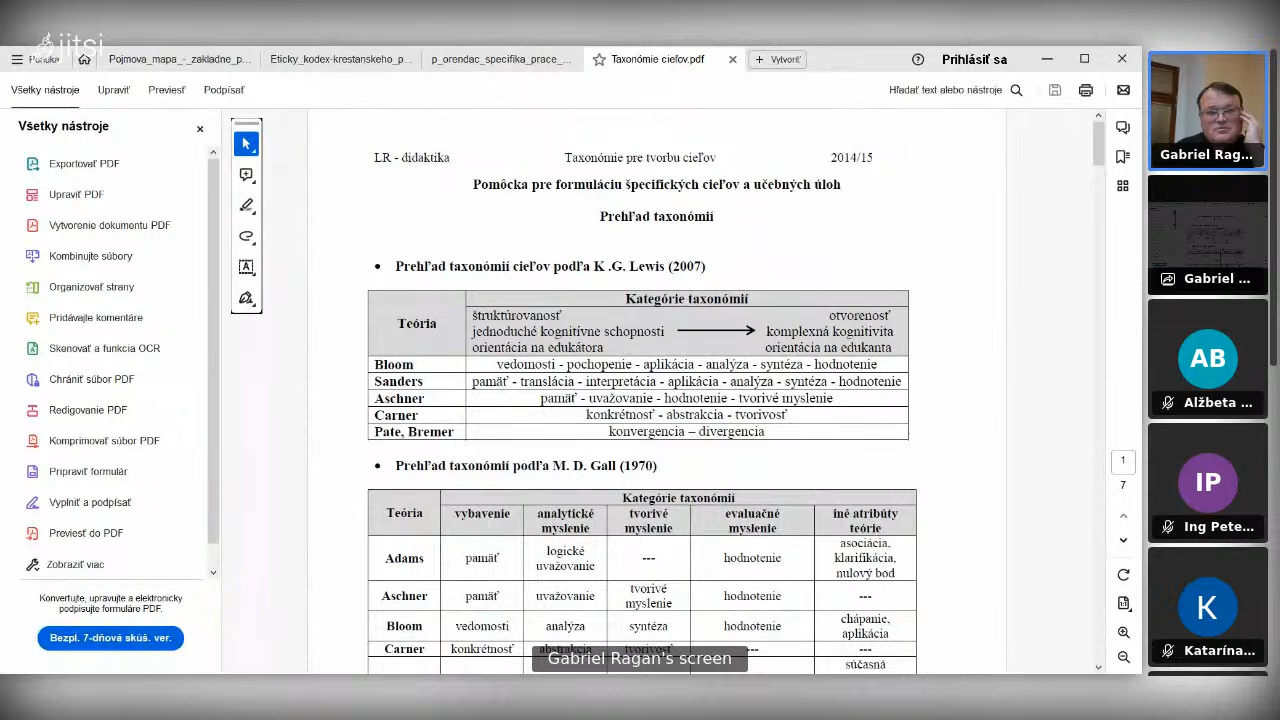 jitsi
Ponuka
Pojmova_mapa_-_zakladne_p...
Eticky_kodex-krestanskeho_p...
p_orendac_specifika_prace_...
Taxonómie cieľov.pdf
Vytvoriť
Prihlásiť sa
Všetky nástroje
Upraviť
Previesť
Podpísať
Hľadať text alebo nástroje
Všetky nástroje
Exportovať PDF
Upraviť PDF
Vytvorenie dokumentu PDF
Kombinujte súbory
Organizovať strany
Pridávajte komentáre
Skenovať a funkcia OCR
Chrániť súbor PDF
Redigovanie PDF
Komprimovať súbor PDF
Pripraviť formulár
Vyplniť a podpísať
Previesť do PDF
Zobraziť viac
Konvertujte, upravujte a elektronicky
podpisujte formuláre PDF.
Bezpl. 7-dňová skúš. ver.
LR - didaktika Taxonómie pre tvorbu cieľov 2014/15
Pomôcka pre formuláciu špecifických cieľov a učebných úloh
Prehľad taxonómií
• Prehľad taxonómií cieľov podľa K .G. Lewis (2007)
Teória
Kategórie taxonómií
štruktúrovanosť otvorenosť
jednoduché kognitívne schopnosti komplexná kognitivita
orientácia na edukátora orientácia na edukanta
Bloom vedomosti - pochopenie - aplikácia - analýza - syntéza - hodnotenie
Sanders pamäť - translácia - interpretácia - aplikácia - analýza - syntéza - hodnotenie
Aschner pamäť - uvažovanie - hodnotenie - tvorivé myslenie
Carner konkrétnosť - abstrakcia - tvorivosť
Pate, Bremer konvergencia – divergencia
• Prehľad taxonómií podľa M. D. Gall (1970)
Teória
Kategórie taxonómií
vybavenie analytické tvorivé evaluačné iné atribúty
myslenie myslenie myslenie teórie
Adams pamäť logické uvažovanie --- hodnotenie asociácia, klarifikácia, nulový bod
Aschner pamäť uvažovanie tvorivé myslenie hodnotenie ---
Bloom vedomosti analýza syntéza hodnotenie chápanie, aplikácia
Carner konkrétnosť abstrakcia tvorivosť --- ---
súčasná
Gabriel Ragan's screen
1
7
Gabriel Rag...
Gabriel ...
AB
Alžbeta ...
IP
Ing Pete...
K
Katarína...